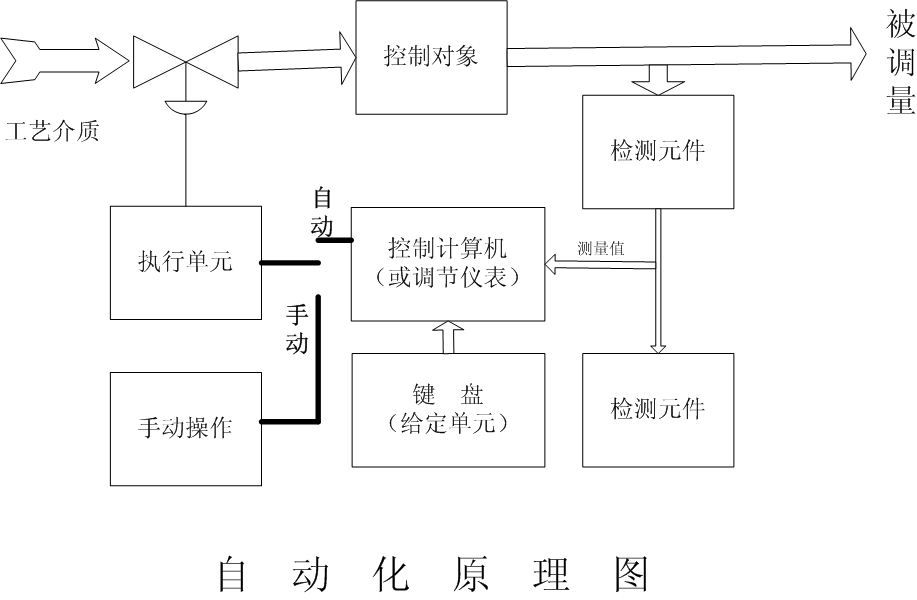 控制对象
被调量
工艺介质
检测元件
自动
执行单元
控制计算机
（或调节仪表）
测量值
手动
手动操作
键 盘
（给定单元）
检测元件
自 动 化 原 理 图